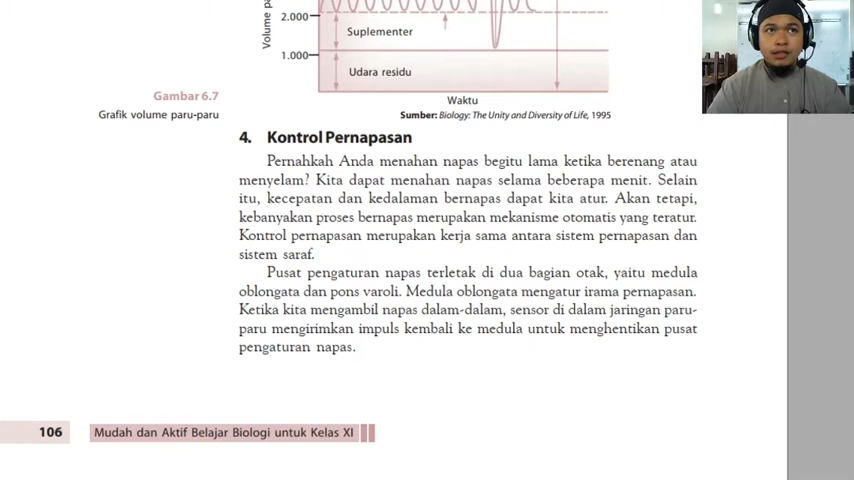 Volume pa
2.000
Suplementer
1.000
Udara residu
Waktu
Gambar 6.7
Grafik volume paru-paru
Sumber: Biology: The Unity and Diversity of Life, 1995
4. Kontrol Pernapasan
Pernahkah Anda menahan napas begitu lama ketika berenang atau
menyelam? Kita dapat menahan napas selama beberapa menit. Selain
itu, kecepatan dan kedalaman bernapas dapat kita atur. Akan tetapi,
kebanyakan proses bernapas merupakan mekanisme otomatis yang teratur.
Kontrol pernapasan merupakan kerja sama antara sistem pernapasan dan
sistem saraf.
Pusat pengaturan napas terletak di dua bagian otak, yaitu medula
oblongata dan pons varoli. Medula oblongata mengatur irama pernapasan.
Ketika kita mengambil napas dalam-dalam, sensor di dalam jaringan paru-
paru mengirimkan impuls kembali ke medula untuk menghentikan pusat
pengaturan napas.
106 Mudah dan Aktif Belajar Biologi untuk Kelas XI